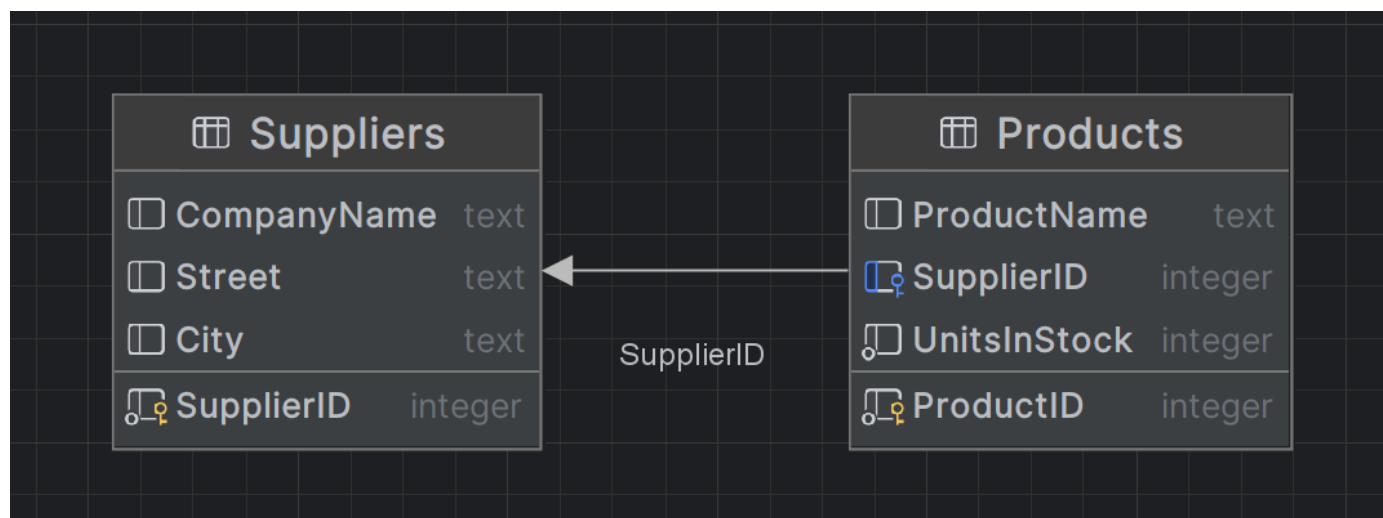 Suppliers
CompanyName text
Street text
City text
SupplierID integer
SupplierID
Products
ProductName text
SupplierID integer
UnitsInStock integer
ProductID integer